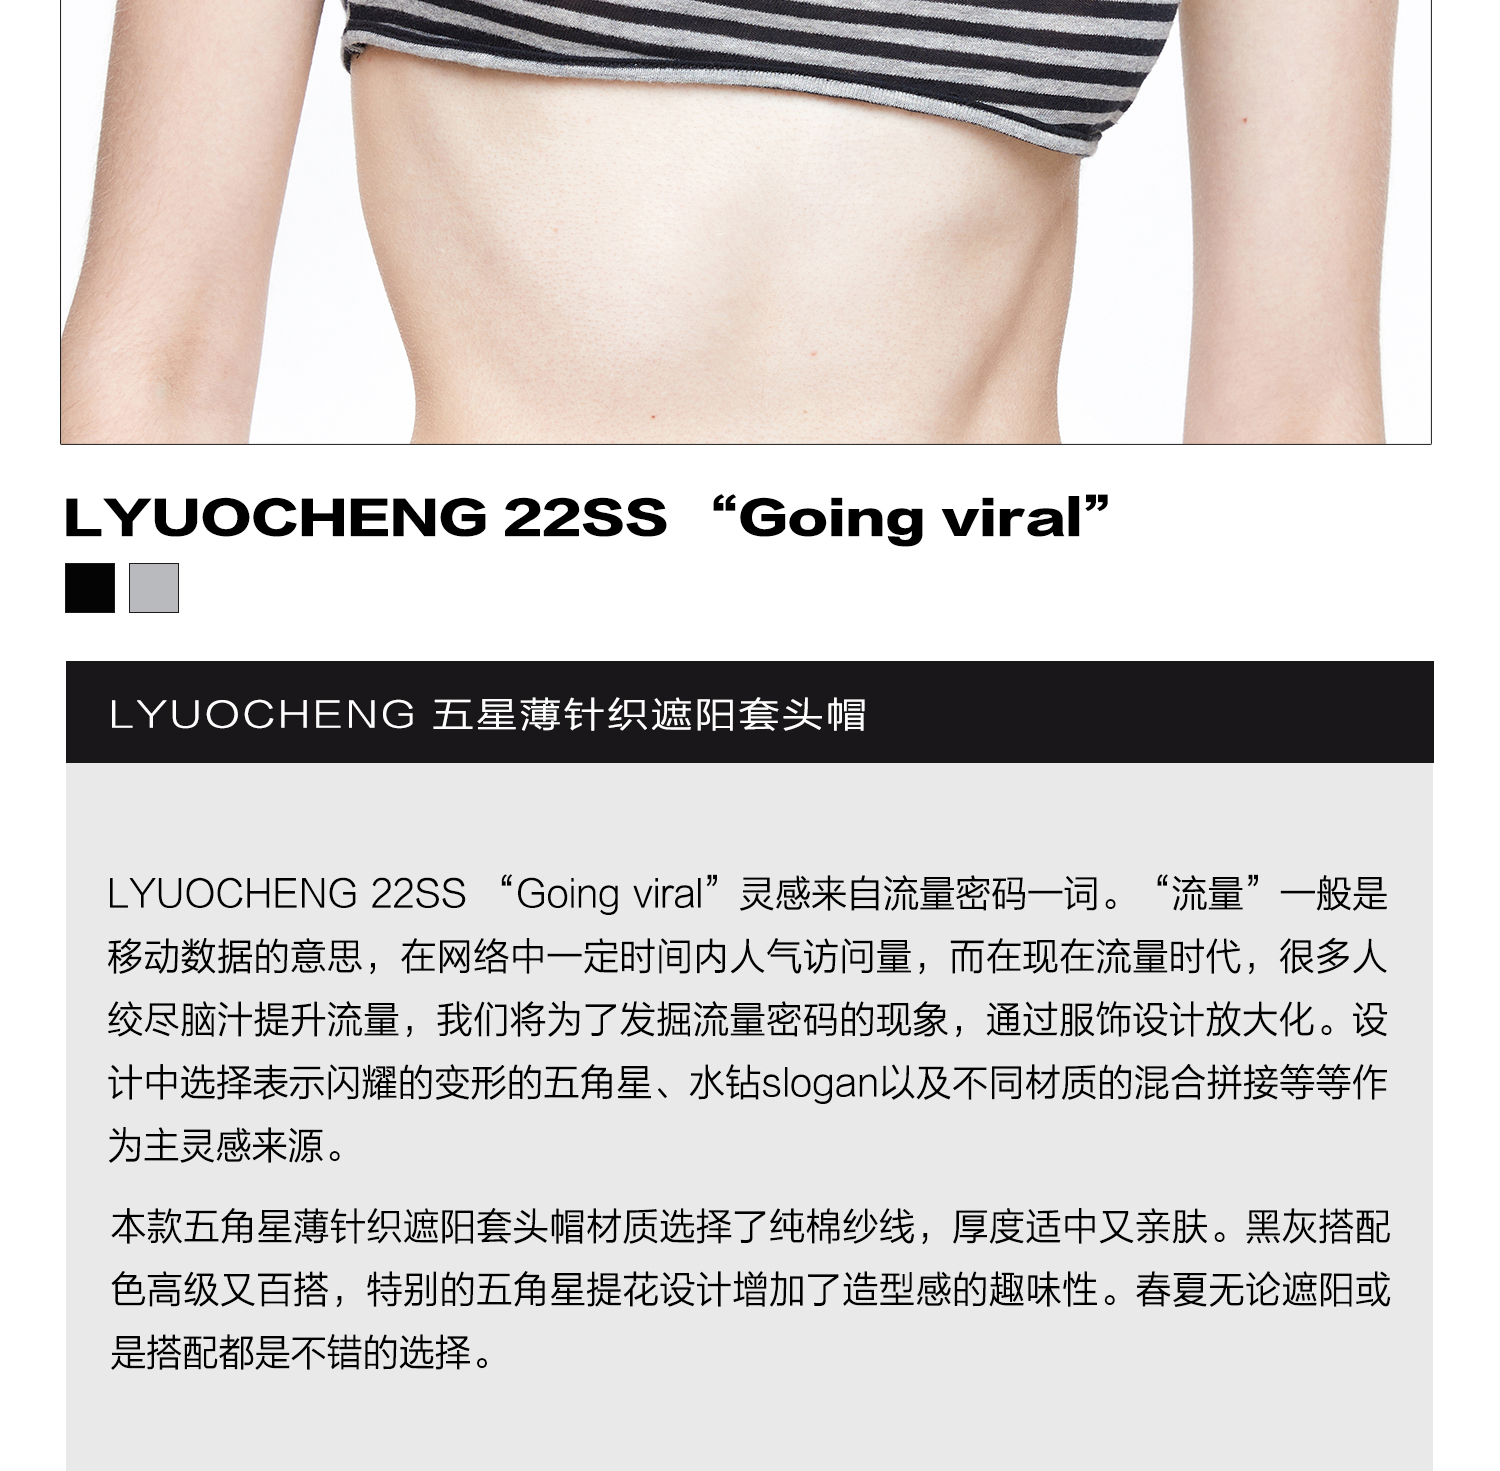 LYUOCHENG 22SS “Going viral”
LYUOCHENG 五星薄针织遮阳套头帽
LYUOCHENG 22SS “Going viral”灵感来自流量密码一词。“流量”一般是
移动数据的意思，在网络中一定时间内人气访问量，而在现在流量时代，很多人
绞尽脑汁提升流量，我们将为了发掘流量密码的现象，通过服饰设计放大化。设
计中选择表示闪耀的变形的五角星、水钻slogan以及不同材质的混合拼接等等作
为主灵感来源。
本款五角星薄针织遮阳套头帽材质选择了纯棉纱线，厚度适中又亲肤。黑灰搭配
色高级又百搭，特别的五角星提花设计增加了造型感的趣味性。春夏无论遮阳或
是搭配都是不错的选择。